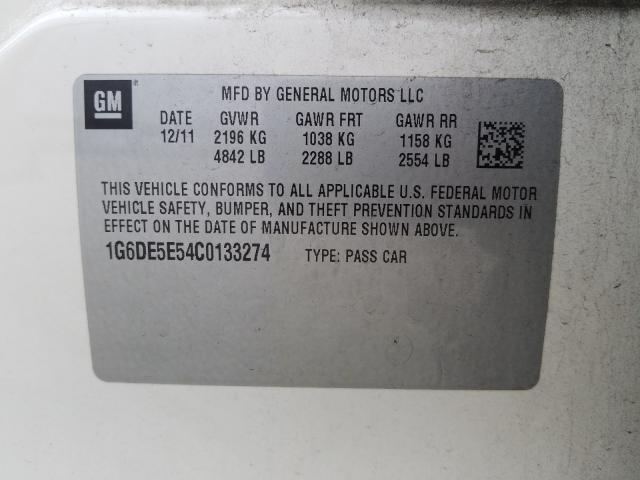 GM
MFD BY GENERAL MOTORS LLC
DATE GVWR GAWR FRT GAWR RR
12/11 2196 KG 1038 KG 1158 KG
4842 LB 2288 LB 2554 LB
THIS VEHICLE CONFORMS TO ALL APPLICABLE U.S. FEDERAL MOTOR
VEHICLE SAFETY, BUMPER, AND THEFT PREVENTION STANDARDS IN
EFFECT ON THE DATE OF MANUFACTURE SHOWN ABOVE.
1G6DE5E54C0133274 TYPE: PASS CAR